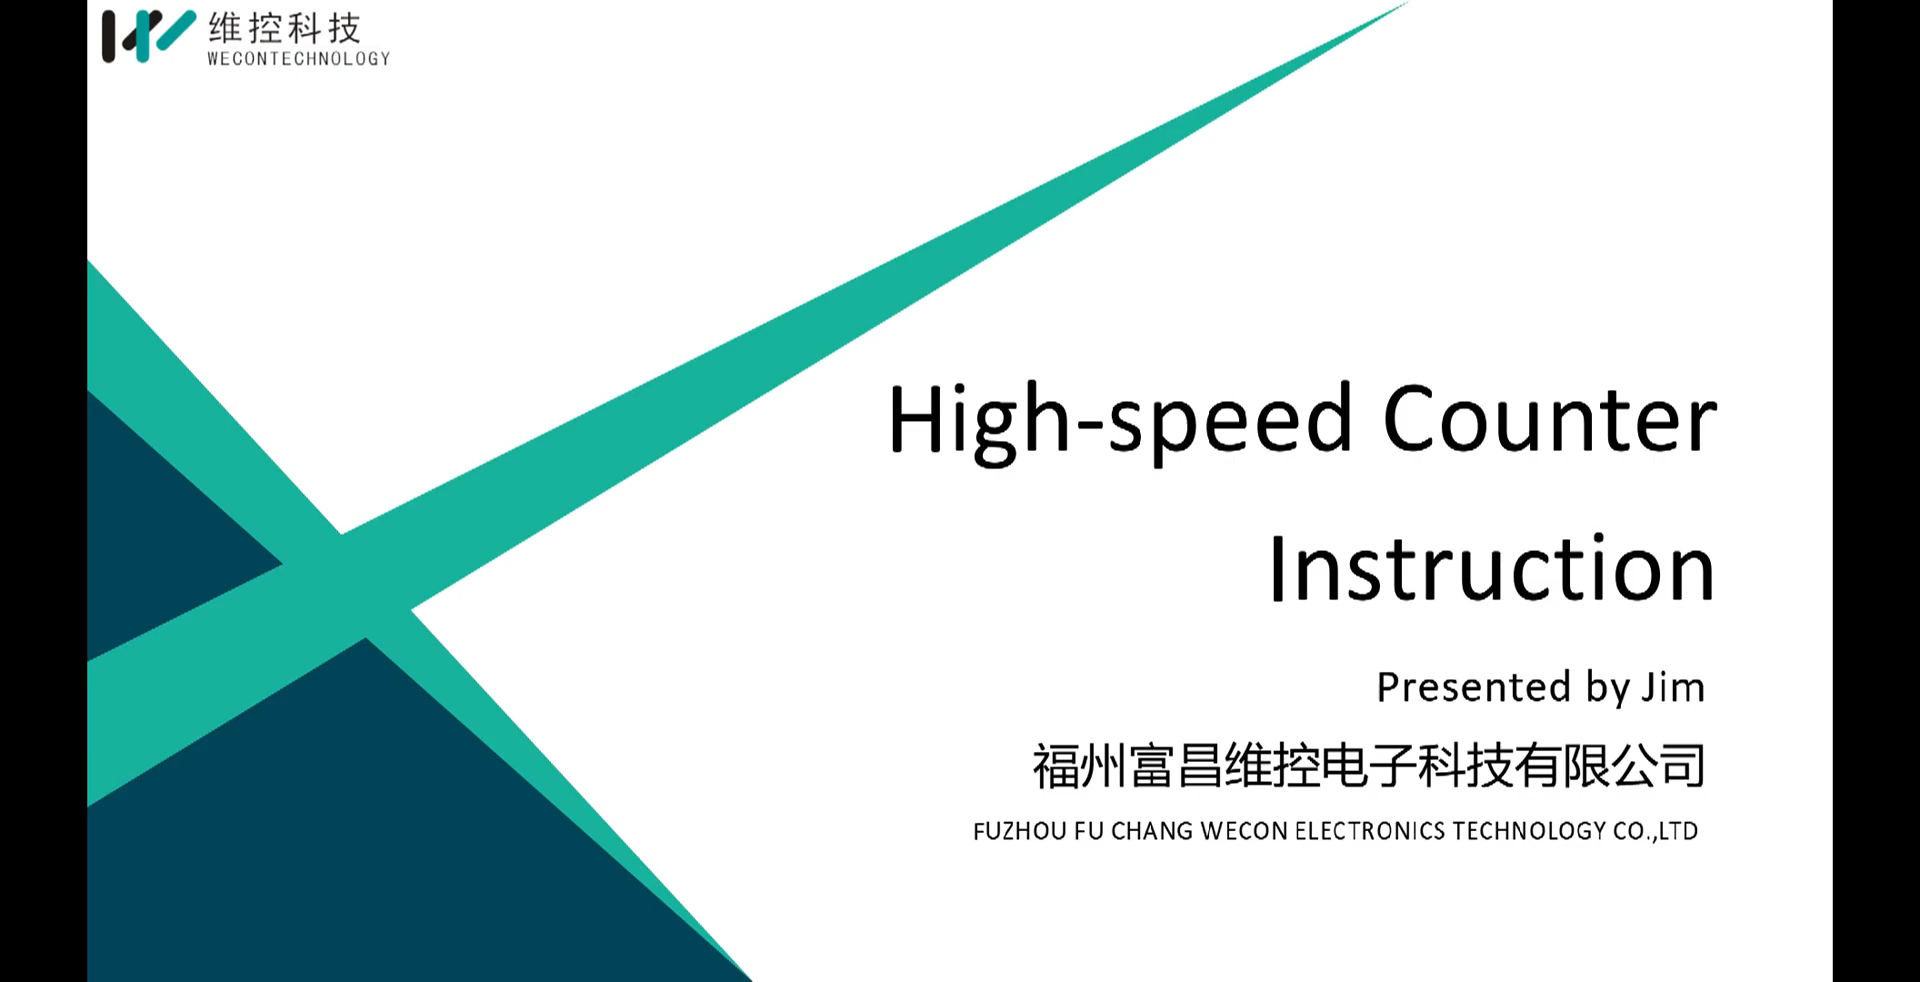 维控科技
WECONTECHNOLOGY
High-speed Counter
Instruction
Presented by Jim
福州富昌维控电子科技有限公司
FUZHOU FU CHANG WECON ELECTRONICS TECHNOLOGY CO.,LTD